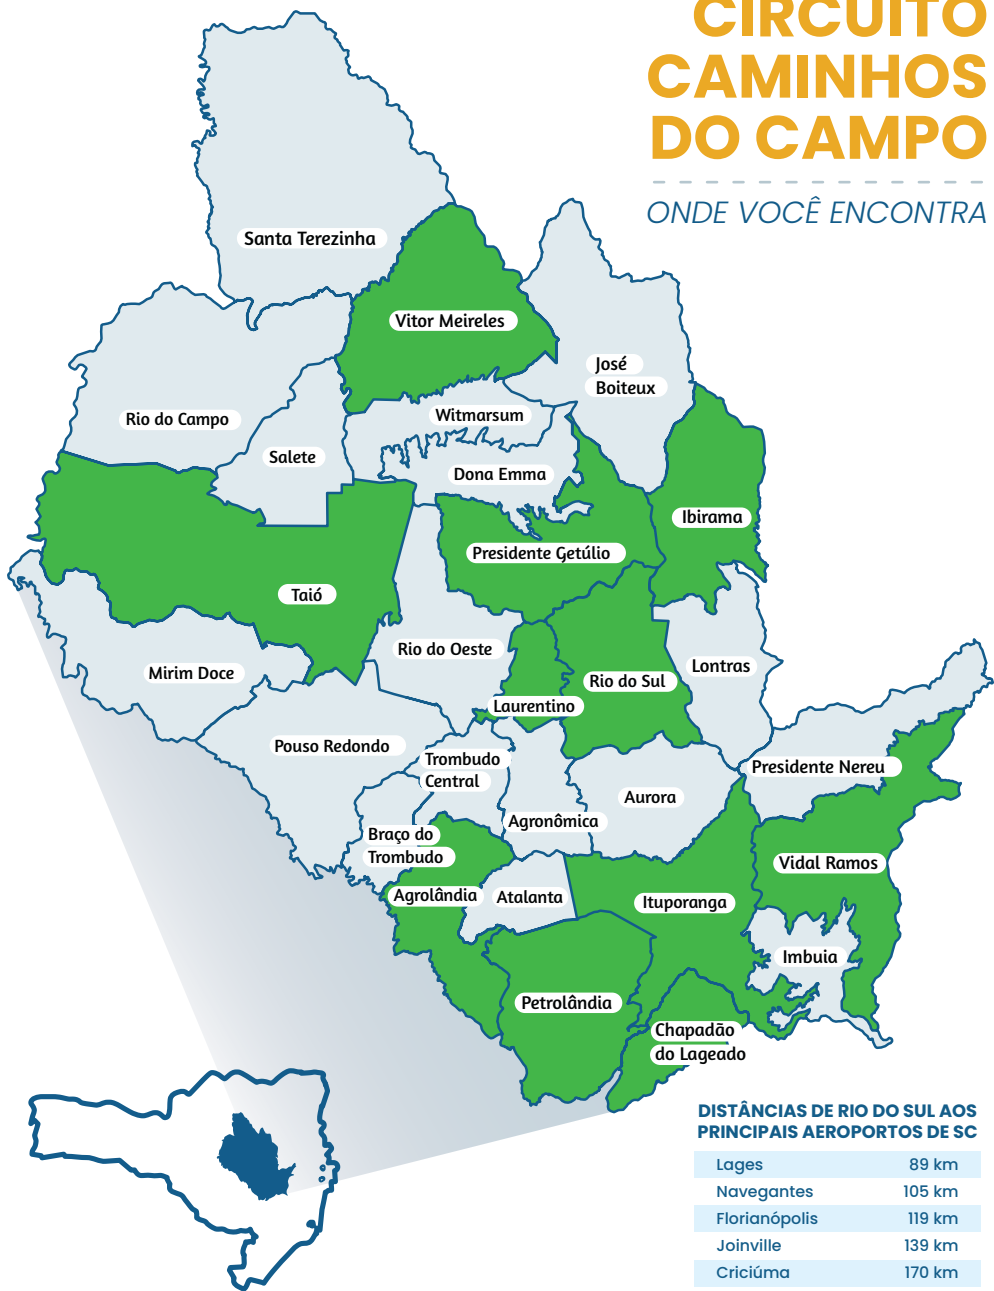 CIRCUITO
CAMINHOS
DO CAMPO
ONDE VOCÊ ENCONTRA
Santa Terezinha
Vitor Meireles
José
Boiteux
Rio do Campo
Witmarsum
Salete
Dona Emma
Ibirama
Presidente Getúlio
Taió
Rio do Oeste
Mirim Doce
Lontras
Rio do Sul
Laurentino
Pouso Redondo
Trombudo
Central
Presidente Nereu
Aurora
Agronômica
Braço do
Trombudo
Vidal Ramos
Agrolândia
Atalanta
Ituporanga
Imbuia
Petrolândia
Chapadão
do Lageado
DISTÂNCIAS DE RIO DO SUL AOS
PRINCIPAIS AEROPORTOS DE SC
Lages 89 km
Navegantes 105 km
Florianópolis 119 km
Joinville 139 km
Criciúma 170 km